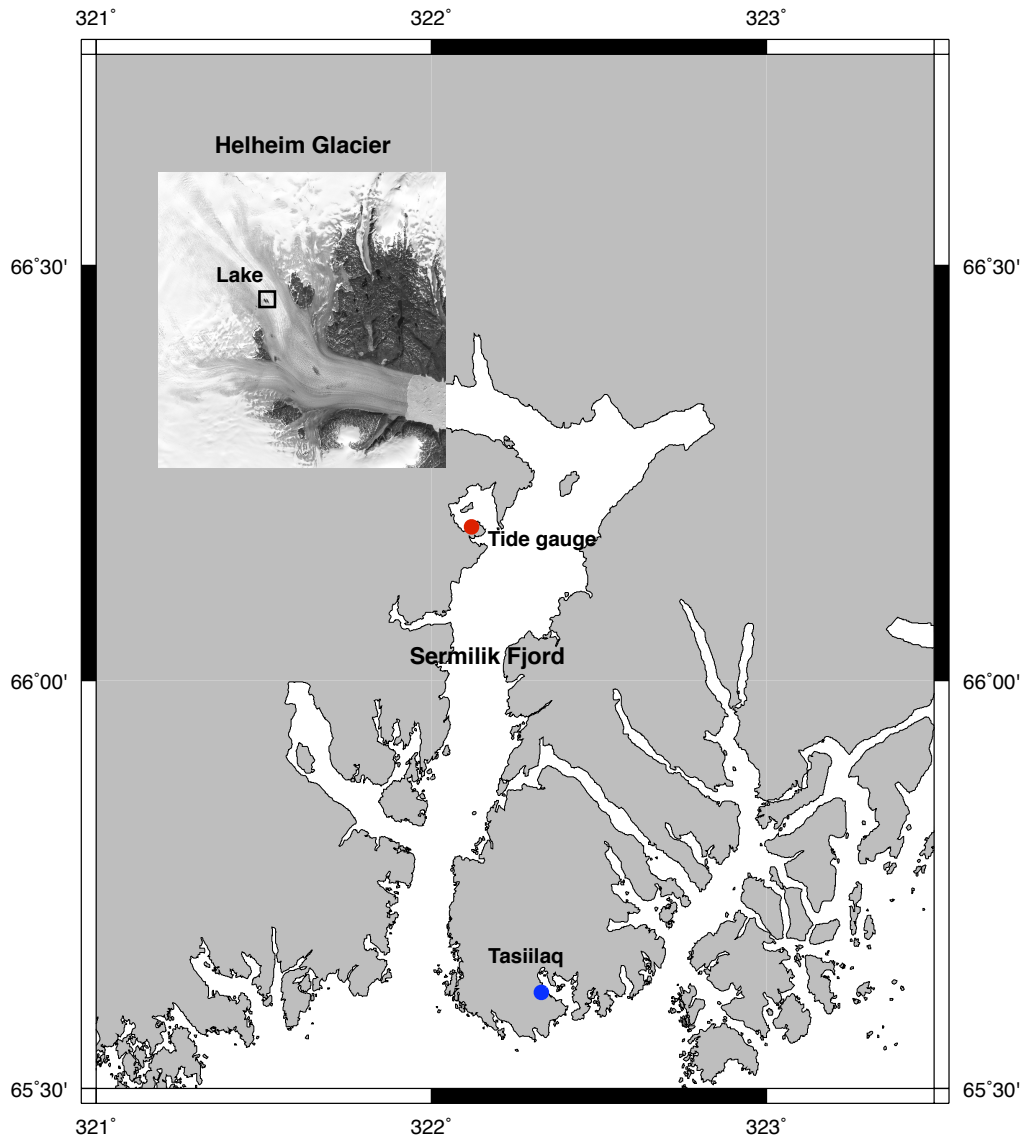 321˚ 322˚ 323˚
Helheim Glacier
66˚30' 66˚30'
Lake
Tide gauge
Sermilik Fjord
66˚00' 66˚00'
Tasiilaq
65˚30' 65˚30'
321˚ 322˚ 323˚